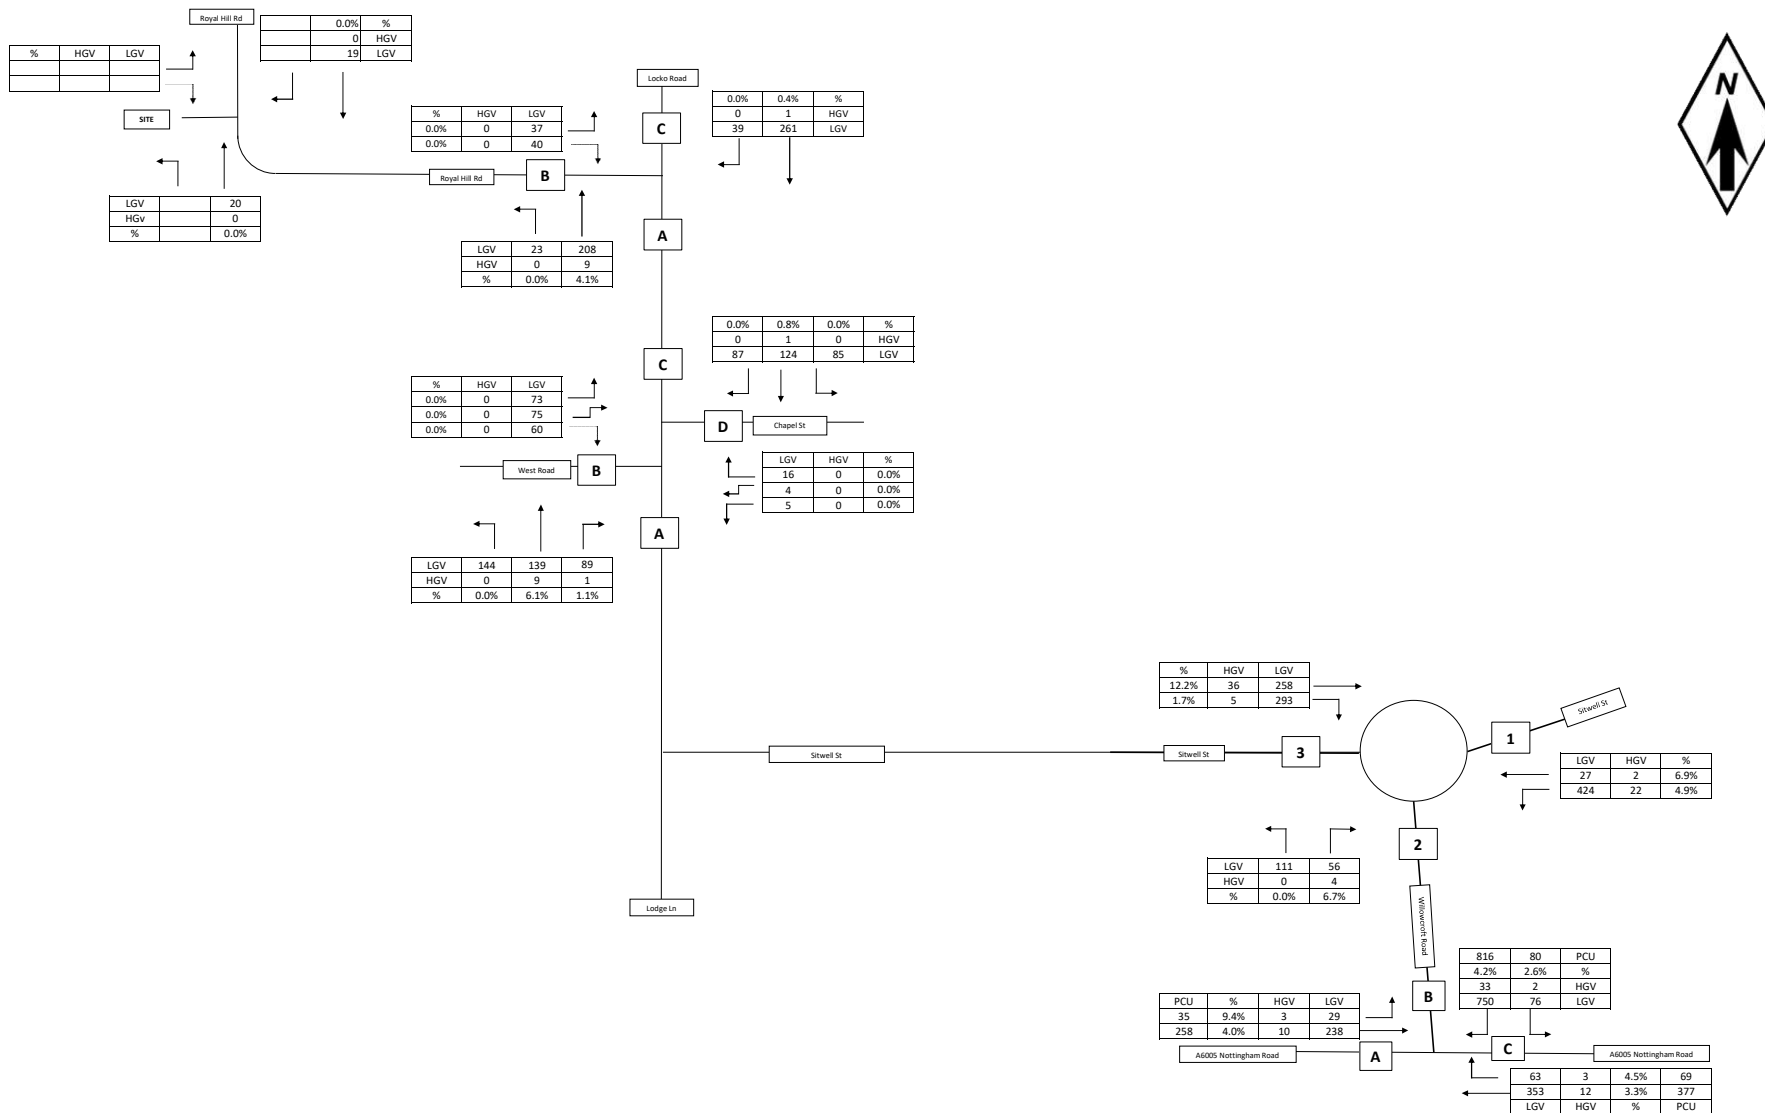 Royal Hill Rd
0.0% %
0 HGV
19 LGV
% HGV LGV
SITE
LGV 20
HGv 0
% 0.0%
Locko Road
% HGV LGV
0.0% 0 37
0.0% 0 40
C
0.0% 0.4% %
0 1 HGV
39 261 LGV
N
Royal Hill Rd
B
A
LGV 23 208
HGV 0 9
% 0.0% 4.1%
0.0% 0.8% 0.0% %
0 1 0 HGV
87 124 85 LGV
C
% HGV LGV
0.0% 0 73
0.0% 0 75
0.0% 0 60
D
Chapel St
West Road
B
LGV HGV %
16 0 0.0%
4 0 0.0%
5 0 0.0%
A
LGV 144 139 89
HGV 0 9 1
% 0.0% 6.1% 1.1%
% HGV LGV
12.2% 36 258
1.7% 5 293
Sitwell St
Sitwell St
Sitwell St
3
1
LGV HGV %
27 2 6.9%
424 22 4.9%
2
LGV 111 56
HGV 0 4
% 0.0% 6.7%
Lodge Ln
Willowcroft Road
816 80 PCU
4.2% 2.6% %
33 2 HGV
750 76 LGV
B
PCU % HGV LGV
35 9.4% 3 29
258 4.0% 10 238
A6005 Nottingham Road
A
C
A6005 Nottingham Road
63 3 4.5% 69
353 12 3.3% 377
LGV HGV % PCU